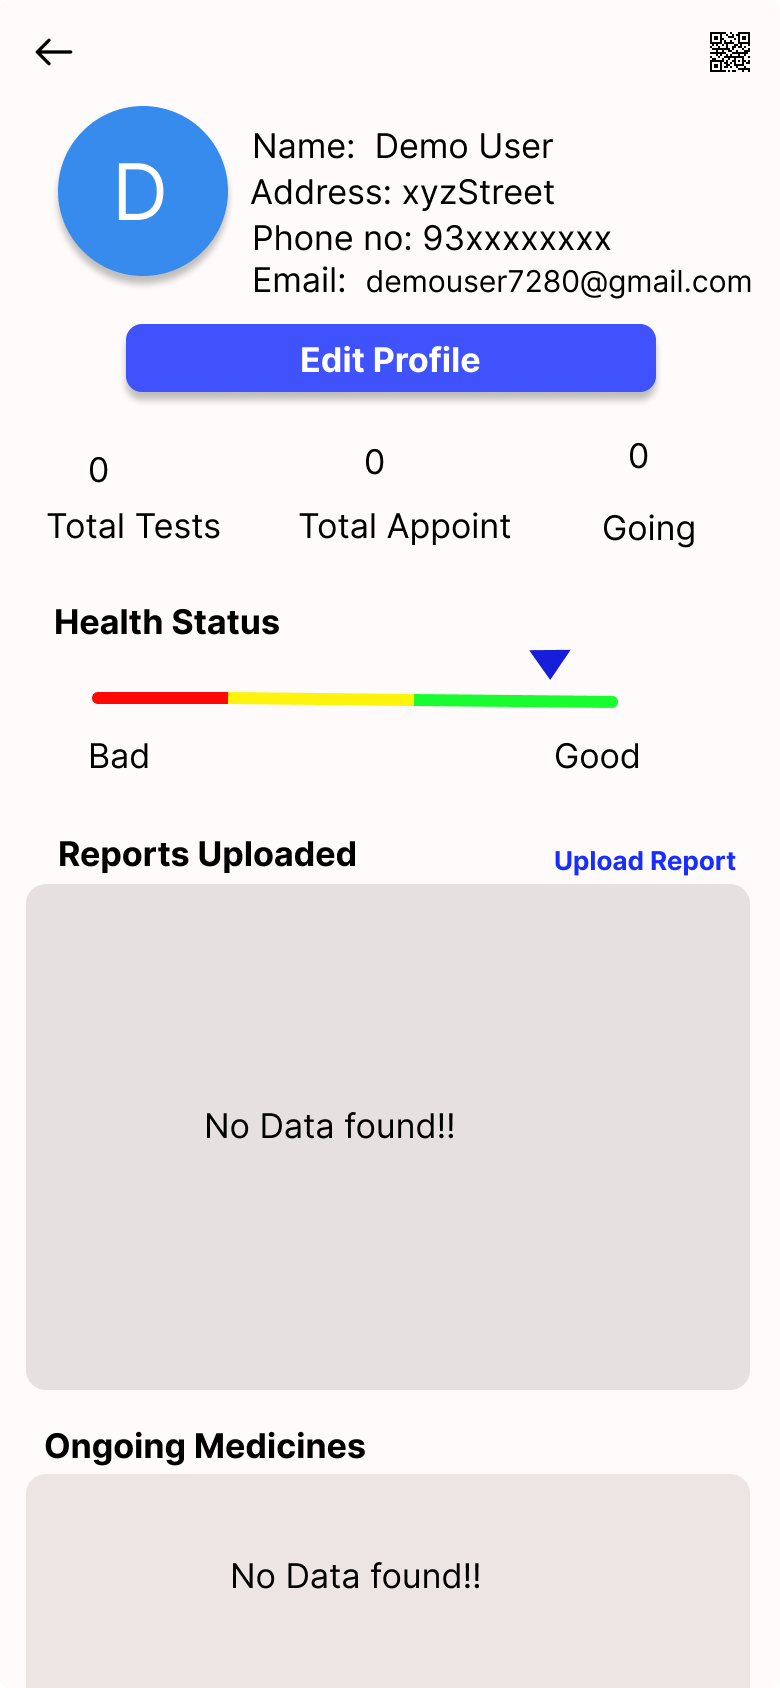 D
Name: Demo User
Address: xyzStreet
Phone no: 93xxxxxxxx
Email: demouser7280@gmail.com
Edit Profile
0 0 0
Total Tests Total Appoint Going
Health Status
Bad Good
Reports Uploaded Upload Report
No Data found!!
Ongoing Medicines
No Data found!!